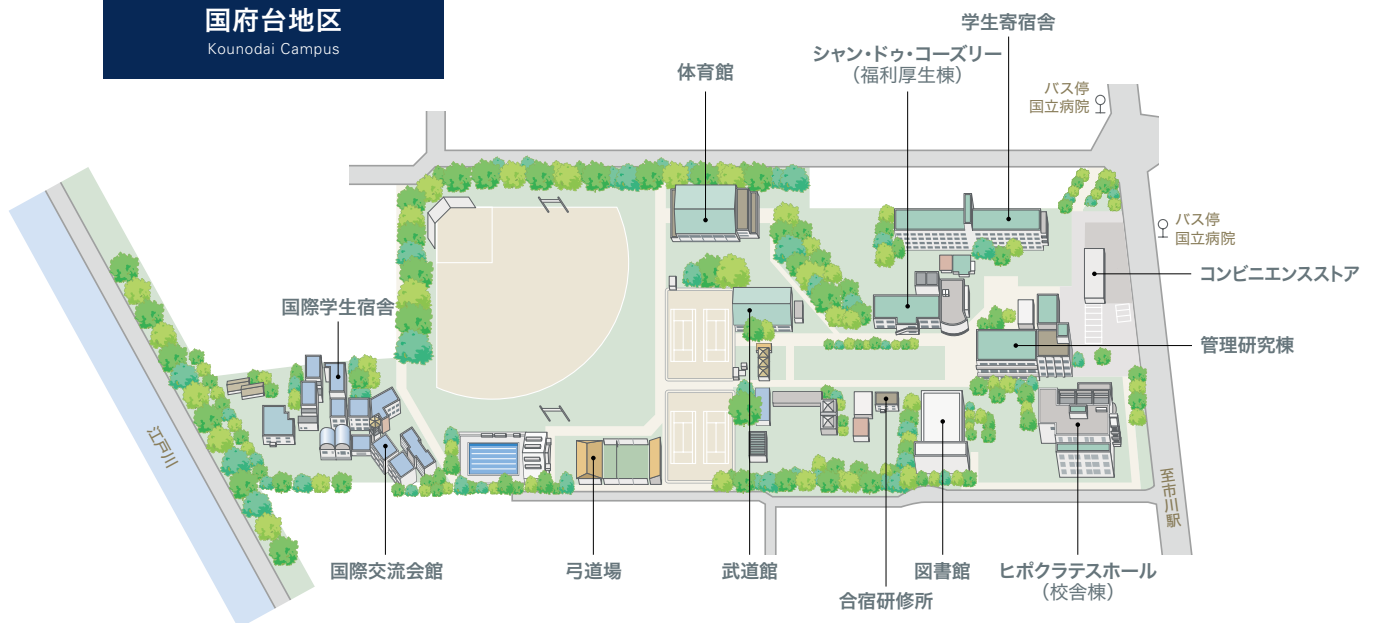 国府台地区
Kounodai Campus
学生寄宿舎
シャン・ドゥ・コーズリー
（福利厚生棟）
体育館
バス停
国立病院
バス停
国立病院
コンビニエンスストア
国際学生宿舎
管理研究棟
江戸川
至市川駅
国際交流会館
弓道場
武道館
合宿研修所
図書館
ヒポクラテスホール
（校舎棟）